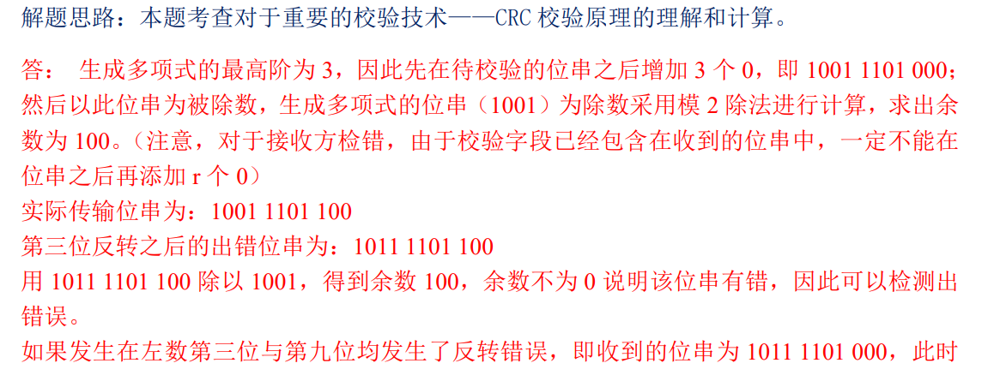 解题思路：本题考查对于重要的校验技术——CRC 校验原理的理解和计算。
答： 生成多项式的最高阶为 3，因此先在待校验的位串之后增加 3 个 0，即 1001 1101 000；
然后以此位串为被除数，生成多项式的位串（1001）为除数采用模 2 除法进行计算，求出余
数为 100。（注意，对于接收方检错，由于校验字段已经包含在收到的位串中，一定不能在
位串之后再添加 r 个 0）
实际传输位串为：1001 1101 100
第三位反转之后的出错位串为：1011 1101 100
用 1011 1101 100 除以 1001，得到余数 100，余数不为 0 说明该位串有错，因此可以检测出
错误。
如果发生在左数第三位与第九位均发生了反转错误，即收到的位串为 1011 1101 000，此时